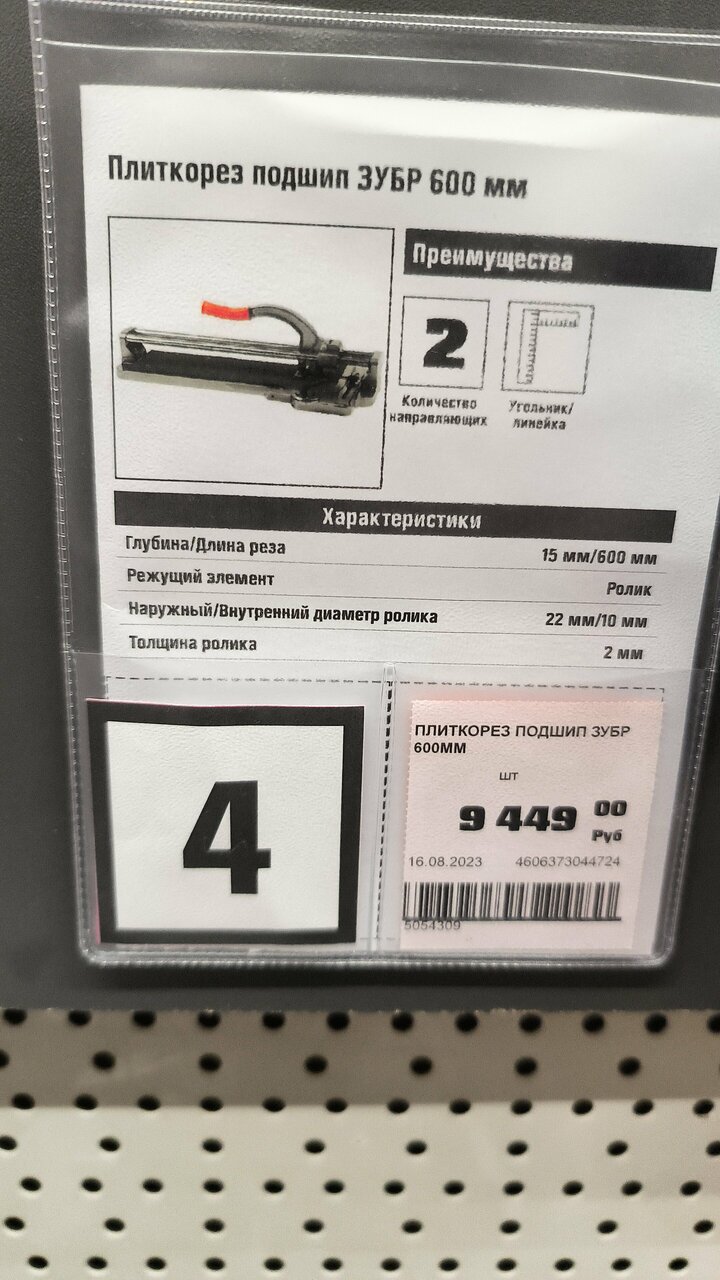 Плиткорез подшип ЗУБР 600 мм
Преимущества
2
Количество
направляющих
Угольник/
линейка
Характеристики
Глубина/Длина реза 15 мм/600 мм
Режущий элемент Ролик
Наружный/Внутренний диаметр ролика 22 мм/10 мм
Толщина ролика 2 мм
4
ПЛИТКОРЕЗ ПОДШИП ЗУБР
600ММ
шт
9 449 00
Руб
16.08.2023 4606373044724
5054309